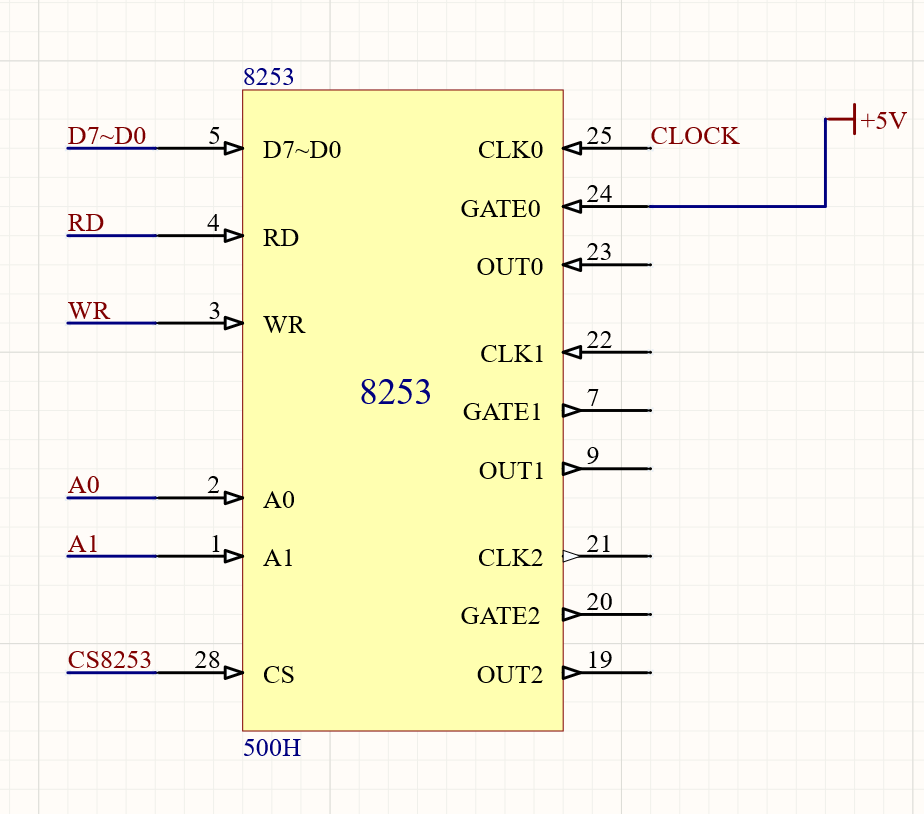 8253
D7~D0 5 D7~D0
RD 4 RD
WR 3 WR
A0 2 A0
A1 1 A1
CS8253 28 CS
8253
CLK0 25 CLOCK
GATE0 24 +5V
OUT0 23
CLK1 22
GATE1 7
OUT1 9
CLK2 21
GATE2 20
OUT2 19
500H